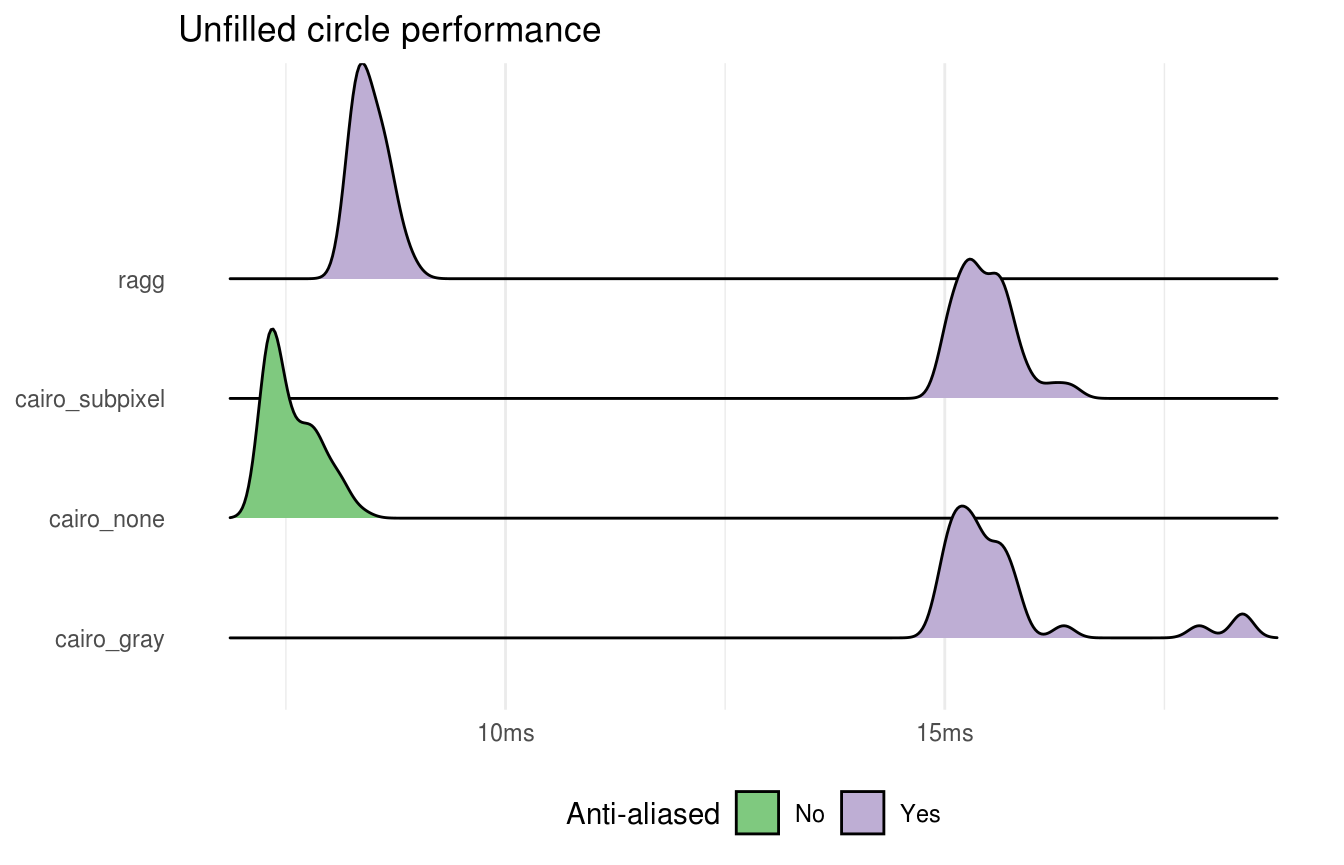 Unfilled circle performance
ragg
cairo_subpixel
cairo_none
cairo_gray
10ms 15ms
Anti-aliased No Yes